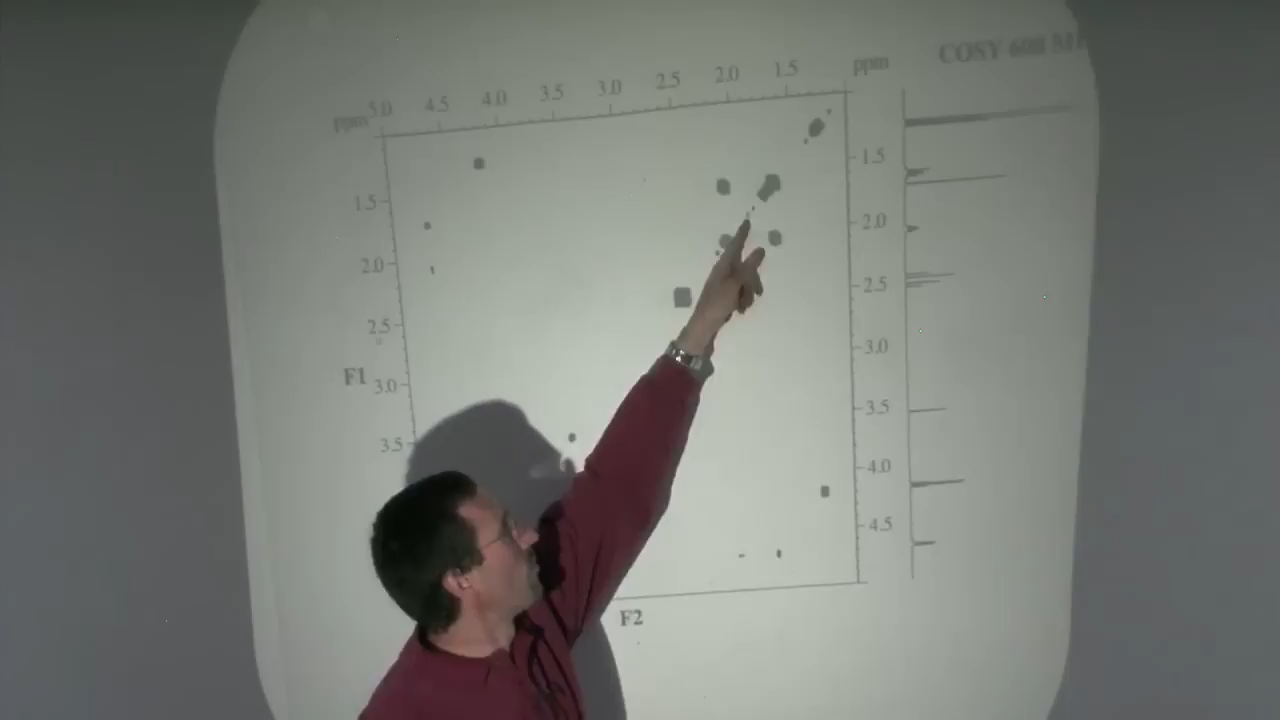 COSY 600
ppm 5.0 4.5 4.0 3.5 3.0 2.5 2.0 1.5 ppm
1.5 1.5
2.0 2.0
2.5 2.5
F1 3.0 3.0
3.5 3.5
4.0
4.5
F2